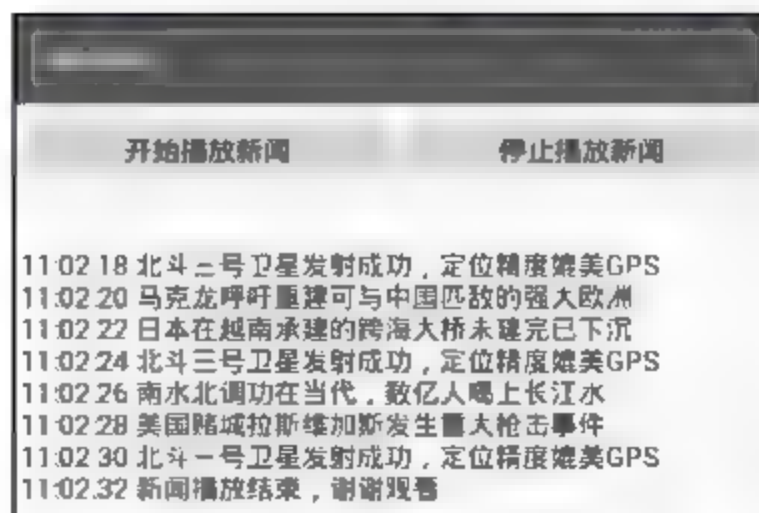 开始播放新闻
停止播放新闻
11:02:18 北斗三号卫星发射成功，定位精度媲美GPS
11:02:20 马克龙呼吁重建可与中国匹敌的强大欧洲
11:02:22 日本在越南承建的跨海大桥未建完已下沉
11:02:24 北斗三号卫星发射成功，定位精度媲美GPS
11:02:26 南水北调功在当代，数亿人喝上长江水
11:02:28 美国赌城拉斯维加斯发生重大枪击事件
11:02:30 北斗三号卫星发射成功，定位精度媲美GPS
11:02:32 新闻播放结束，谢谢观看